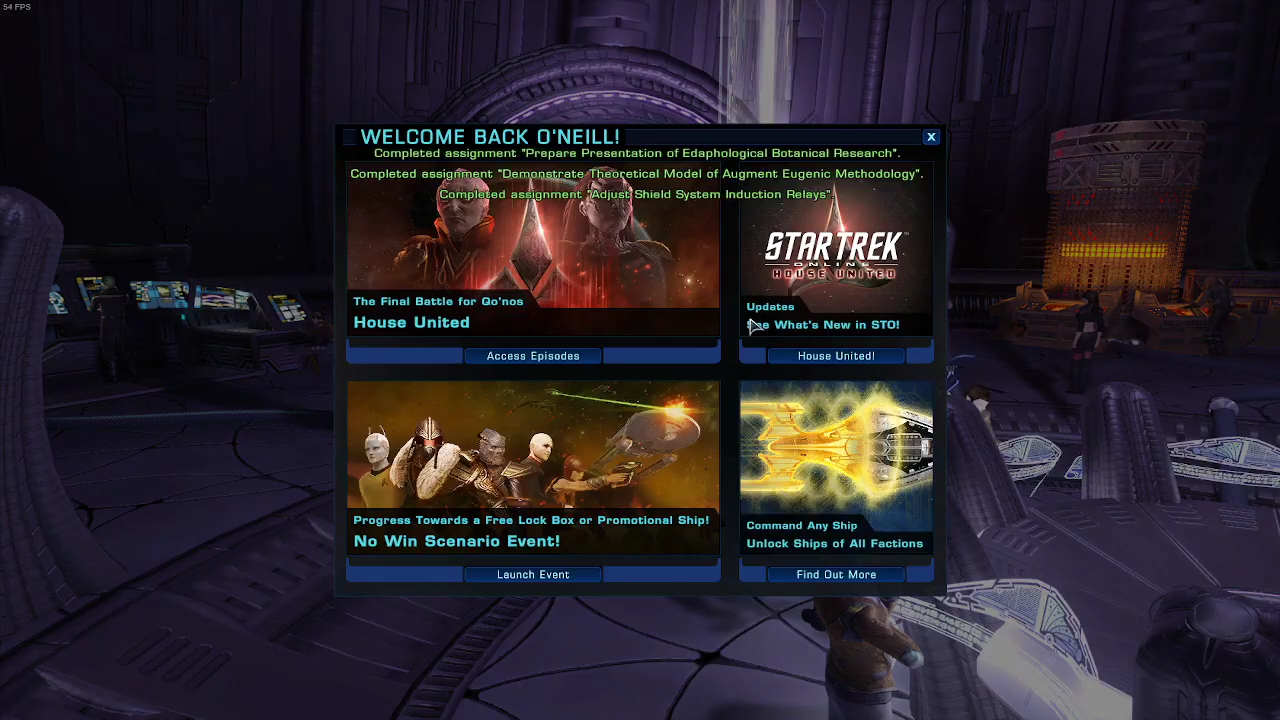 54 FPS
WELCOME BACK O'NEILL!
X
Completed assignment "Prepare Presentation of Edaphological Botanical Research".
Completed assignment "Demonstrate Theoretical Model of Augment Eugenic Methodology".
Completed assignment "Adjust Shield System Induction Relays".
The Final Battle for Qo'nos
House United
Access Episodes
STAR TREK
ONLINE
HOUSE UNITED
Updates
See What's New in STO!
House United!
Progress Towards a Free Lock Box or Promotional Ship!
No Win Scenario Event!
Launch Event
Command Any Ship
Unlock Ships of All Factions
Find Out More